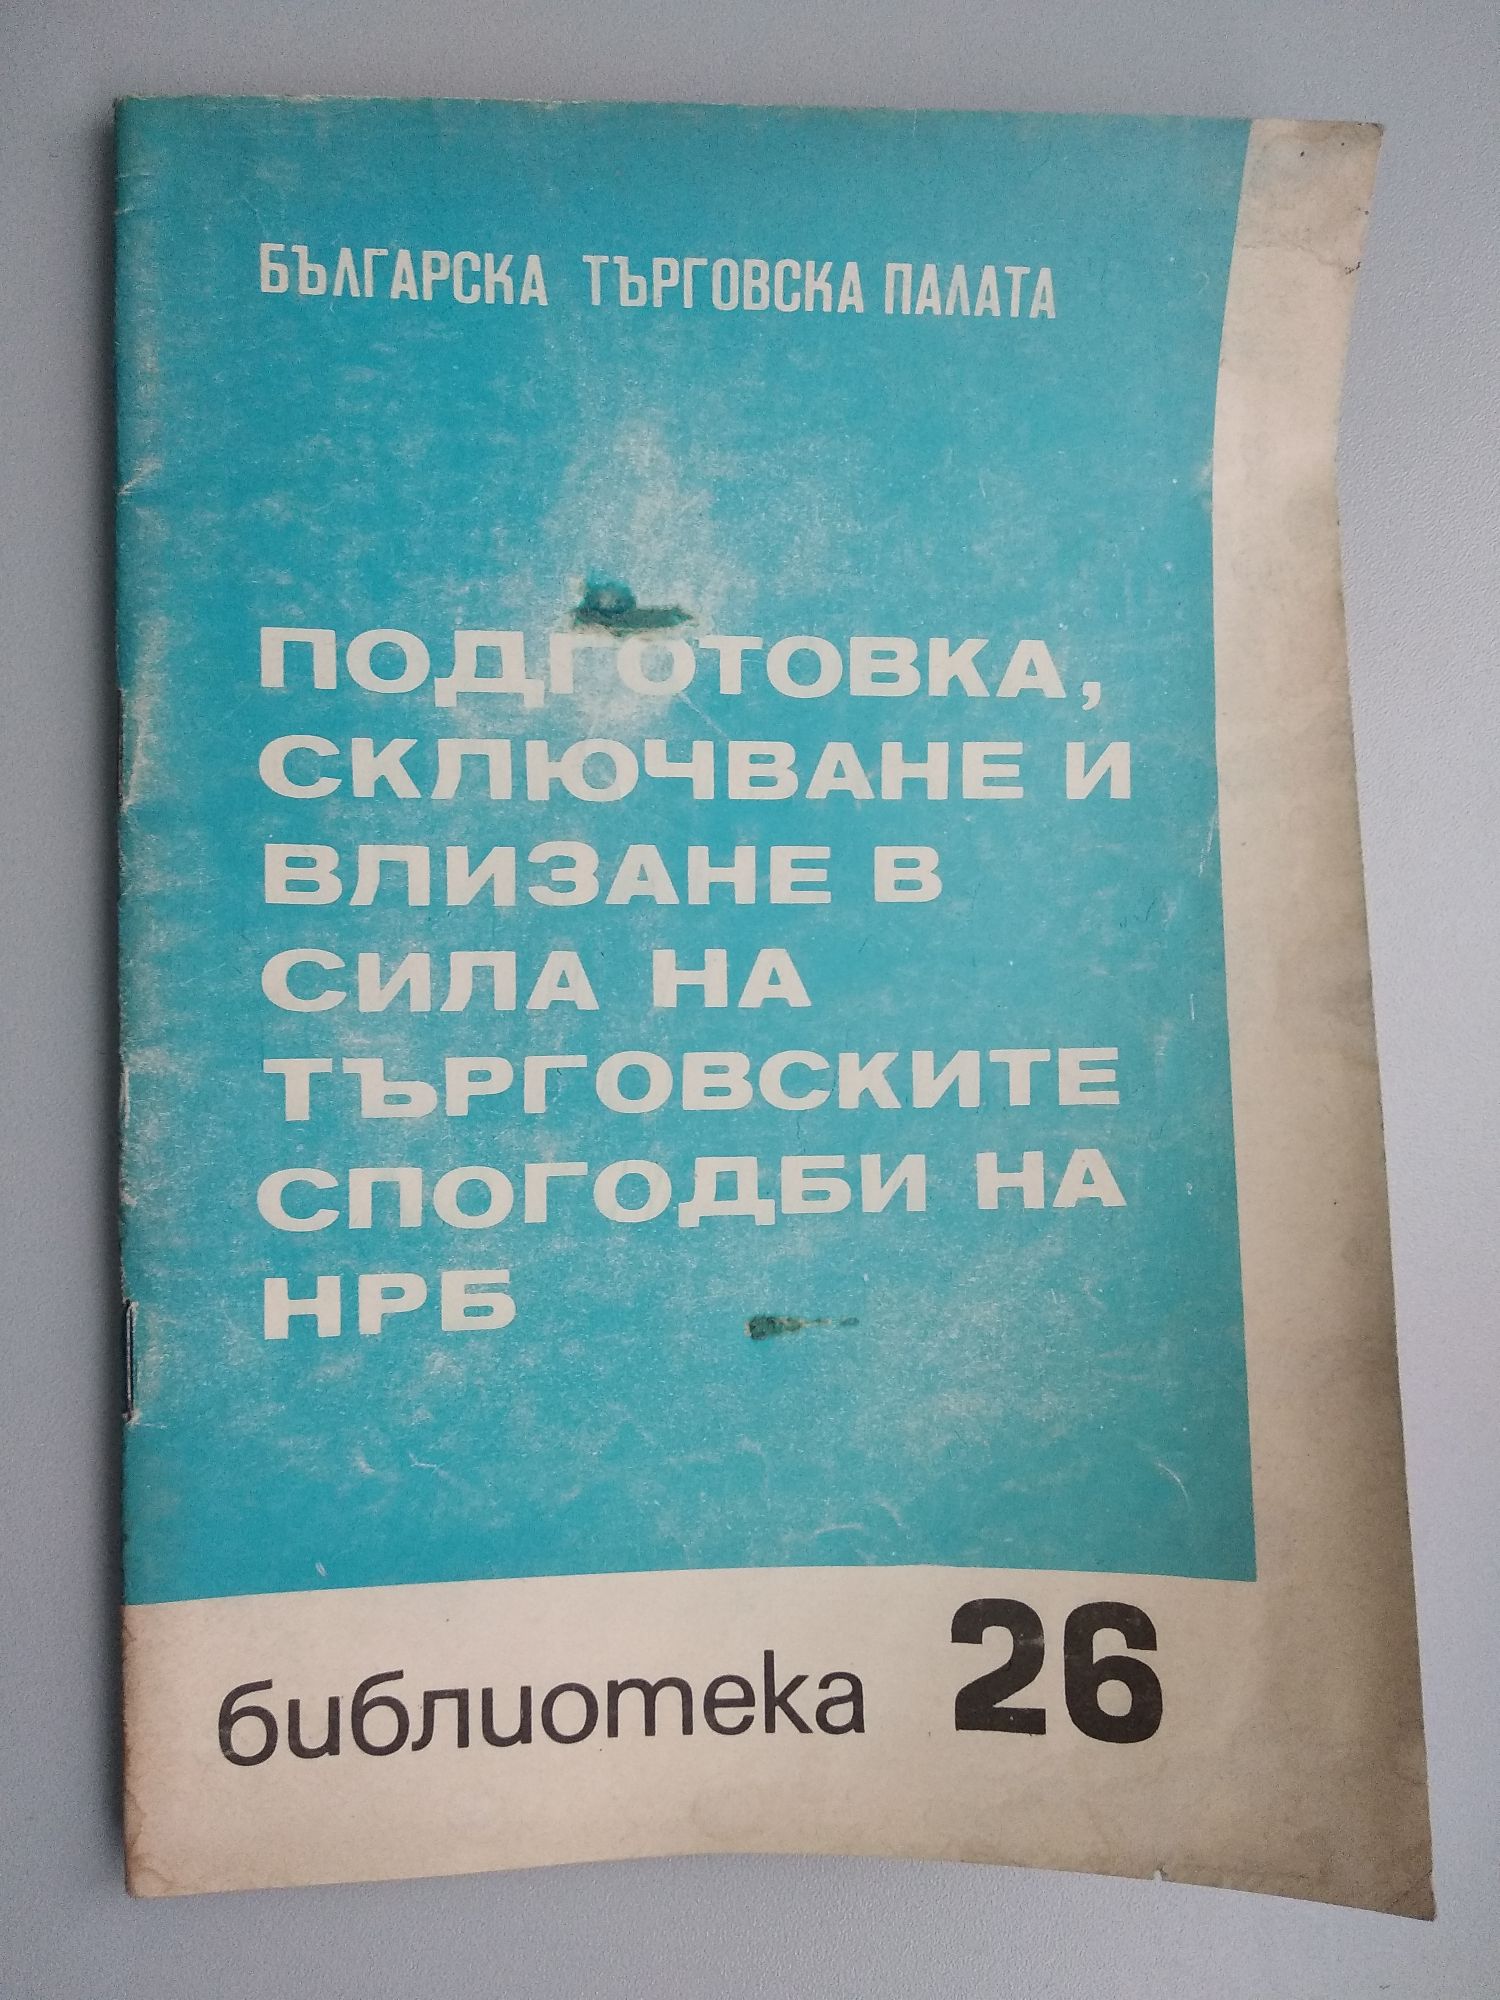 БЪЛГАРСКА ТЪРГОВСКА ПАЛАТА
ПОДГОТОВКА,
СКЛЮЧВАНЕ И
ВЛИЗАНЕ В
СИЛА НА
ТЪРГОВСКИТЕ
СПОГОДБИ НА
НРБ
библиотека 26